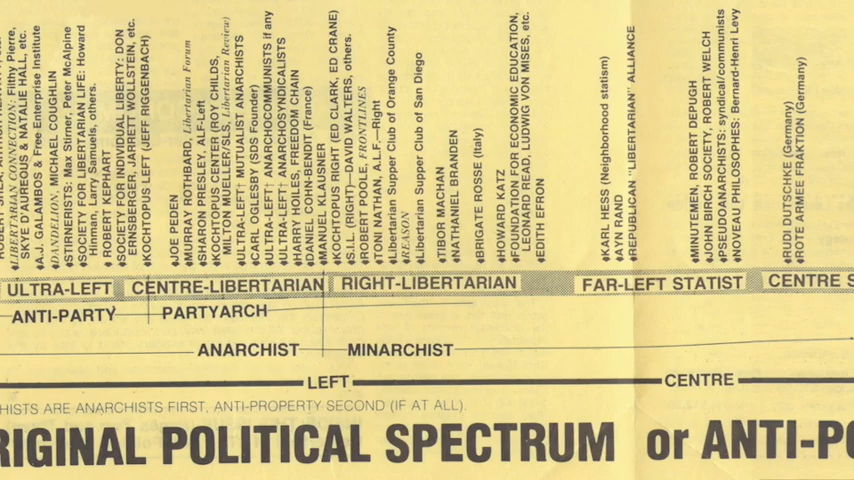 LIBERTARIAN CONNECTION: Filthy Pierre,
SKYE D'AUREOUS & NATALIE HALL, etc.
A.J. GALAMBOS & Free Enterprise Institute
DANDELION, MICHAEL COUGHLIN
STIRNERISTS: Max Stirner, Peter McAlpine
SOCIETY FOR LIBERTARIAN LIFE: Howard
Hinman, Larry Samuels, others.
ROBERT KEPHART
SOCIETY FOR INDIVIDUAL LIBERTY: DON
ERNSBERGER, JARRETT WOLLSTEIN, etc.
KOCHTOPUS LEFT (JEFF RIGGENBACH)
JOE PEDEN
MURRAY ROTHBARD, Libertarian Forum
SHARON PRESLEY, ALF-Left
KOCHTOPUS CENTER (ROY CHILDS,
MILTON MUELLER/SLS, Libertarian Review)
ULTRA-LEFT† MUTUALIST ANARCHISTS
CARL OGLESBY (SDS Founder)
ULTRA-LEFT† ANARCHOCOMMUNISTS if any
ULTRA-LEFT† ANARCHOSYNDICALISTS
HARRY HOILES, FREEDOM CHAIN
DANIEL COHN-BENDIT (France)
MANUEL KLAUSNER
KOCHTOPUS RIGHT (ED CLARK, ED CRANE)
S.I.L. (RIGHT)—DAVID WALTERS, others.
ROBERT POOLE, FRONTLINES
TONI NATHAN, A.L.F.—Right
Libertarian Supper Club of Orange County
REASON
Libertarian Supper Club of San Diego
TIBOR MACHAN
NATHANIEL BRANDEN
BRIGATE ROSSE (Italy)
HOWARD KATZ
FOUNDATION FOR ECONOMIC EDUCATION,
LEONARD READ, LUDWIG VON MISES, etc.
EDITH EFRON
KARL HESS (Neighborhood statism)
AYN RAND
REPUBLICAN "LIBERTARIAN" ALLIANCE
MINUTEMEN, ROBERT DEPUGH
JOHN BIRCH SOCIETY, ROBERT WELCH
PSEUDOANARCHISTS: syndical/communists
NOVEAU PHILOSOPHES: Bernard-Henri Levy
RUDI DUTSCHKE (Germany)
ROTE ARMEE FRAKTION (Germany)
ULTRA-LEFT CENTRE-LIBERTARIAN RIGHT-LIBERTARIAN FAR-LEFT STATIST CENTRE S
ANTI-PARTY PARTYARCH
ANARCHIST MINARCHIST
LEFT CENTRE
HISTS ARE ANARCHISTS FIRST, ANTI-PROPERTY SECOND (IF AT ALL).
RIGINAL POLITICAL SPECTRUM or ANTI-PO